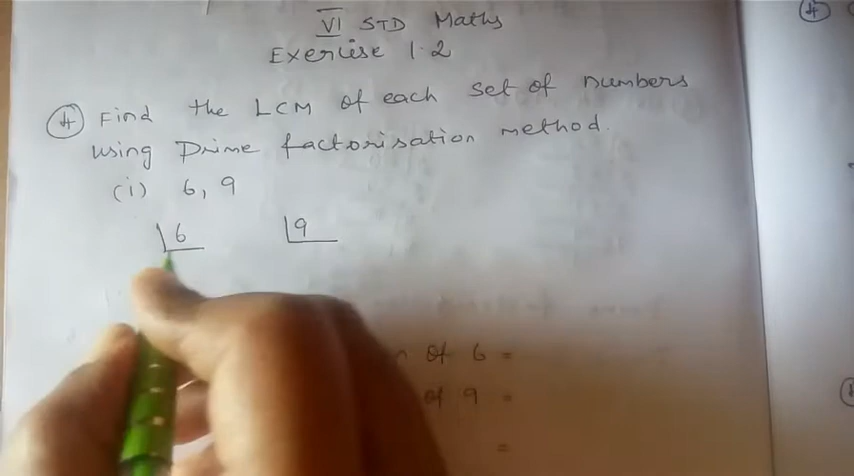 VI STD Maths
Exercise 1.2
4 Find the LCM of each set of numbers
using Prime factorisation method.
(i) 6, 9
6 9
of 6 =
of 9 =
=
4